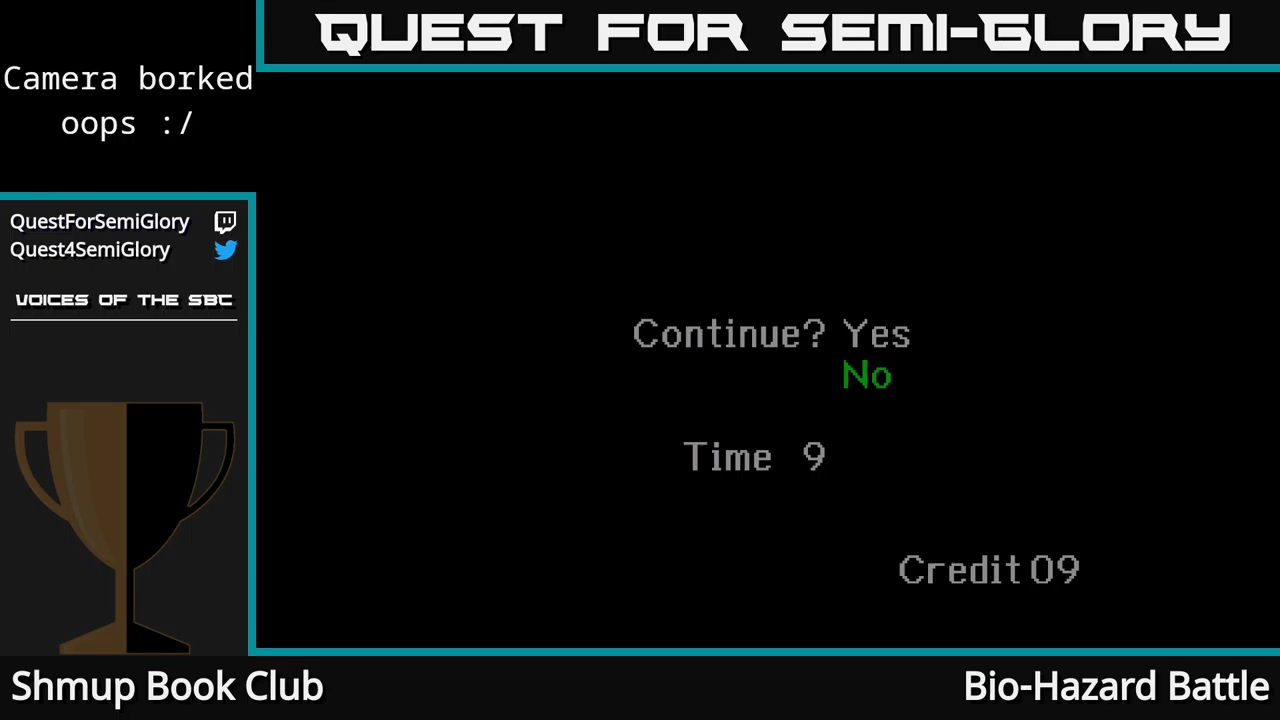 QUEST FOR SEMI-GLORY
Camera borked
oops :/
QuestForSemiGlory
Quest4SemiGlory
VOICES OF THE SBC
Continue? Yes
No
Time 9
Credit 09
Shmup Book Club
Bio-Hazard Battle